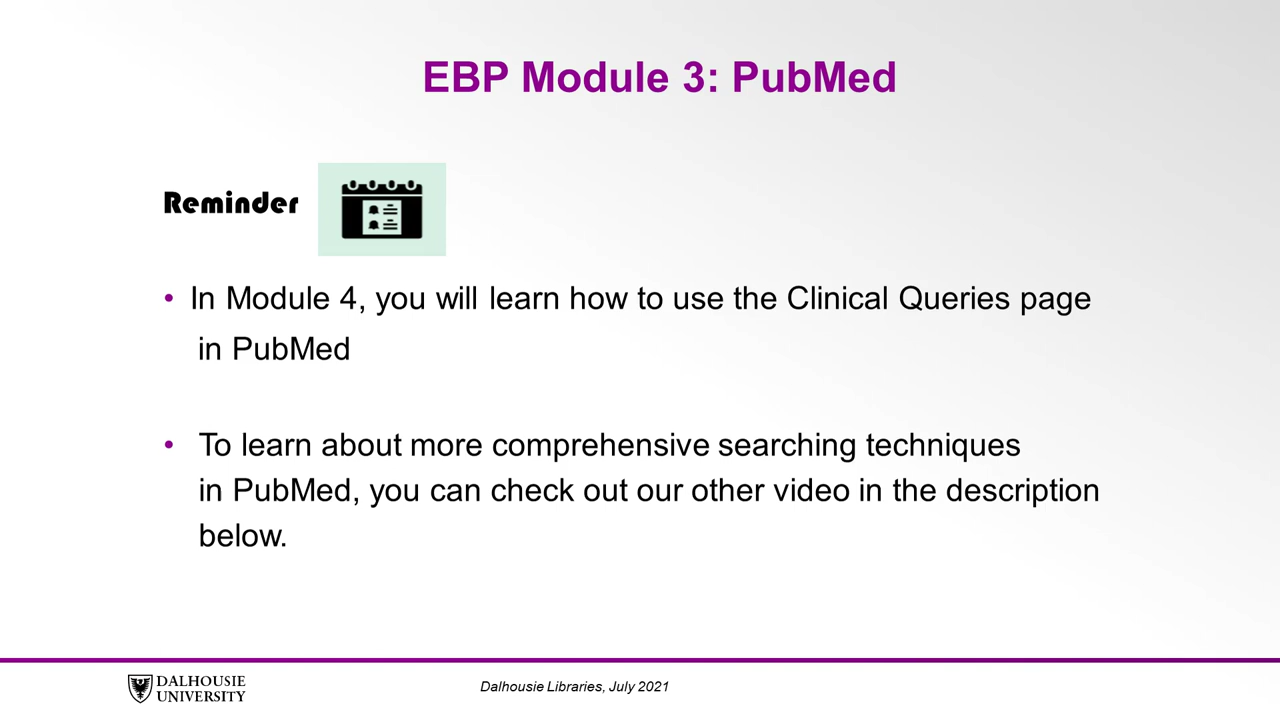 EBP Module 3: PubMed
Reminder
• In Module 4, you will learn how to use the Clinical Queries page
in PubMed
• To learn about more comprehensive searching techniques
in PubMed, you can check out our other video in the description
below.
DALHOUSIE
UNIVERSITY
Dalhousie Libraries, July 2021